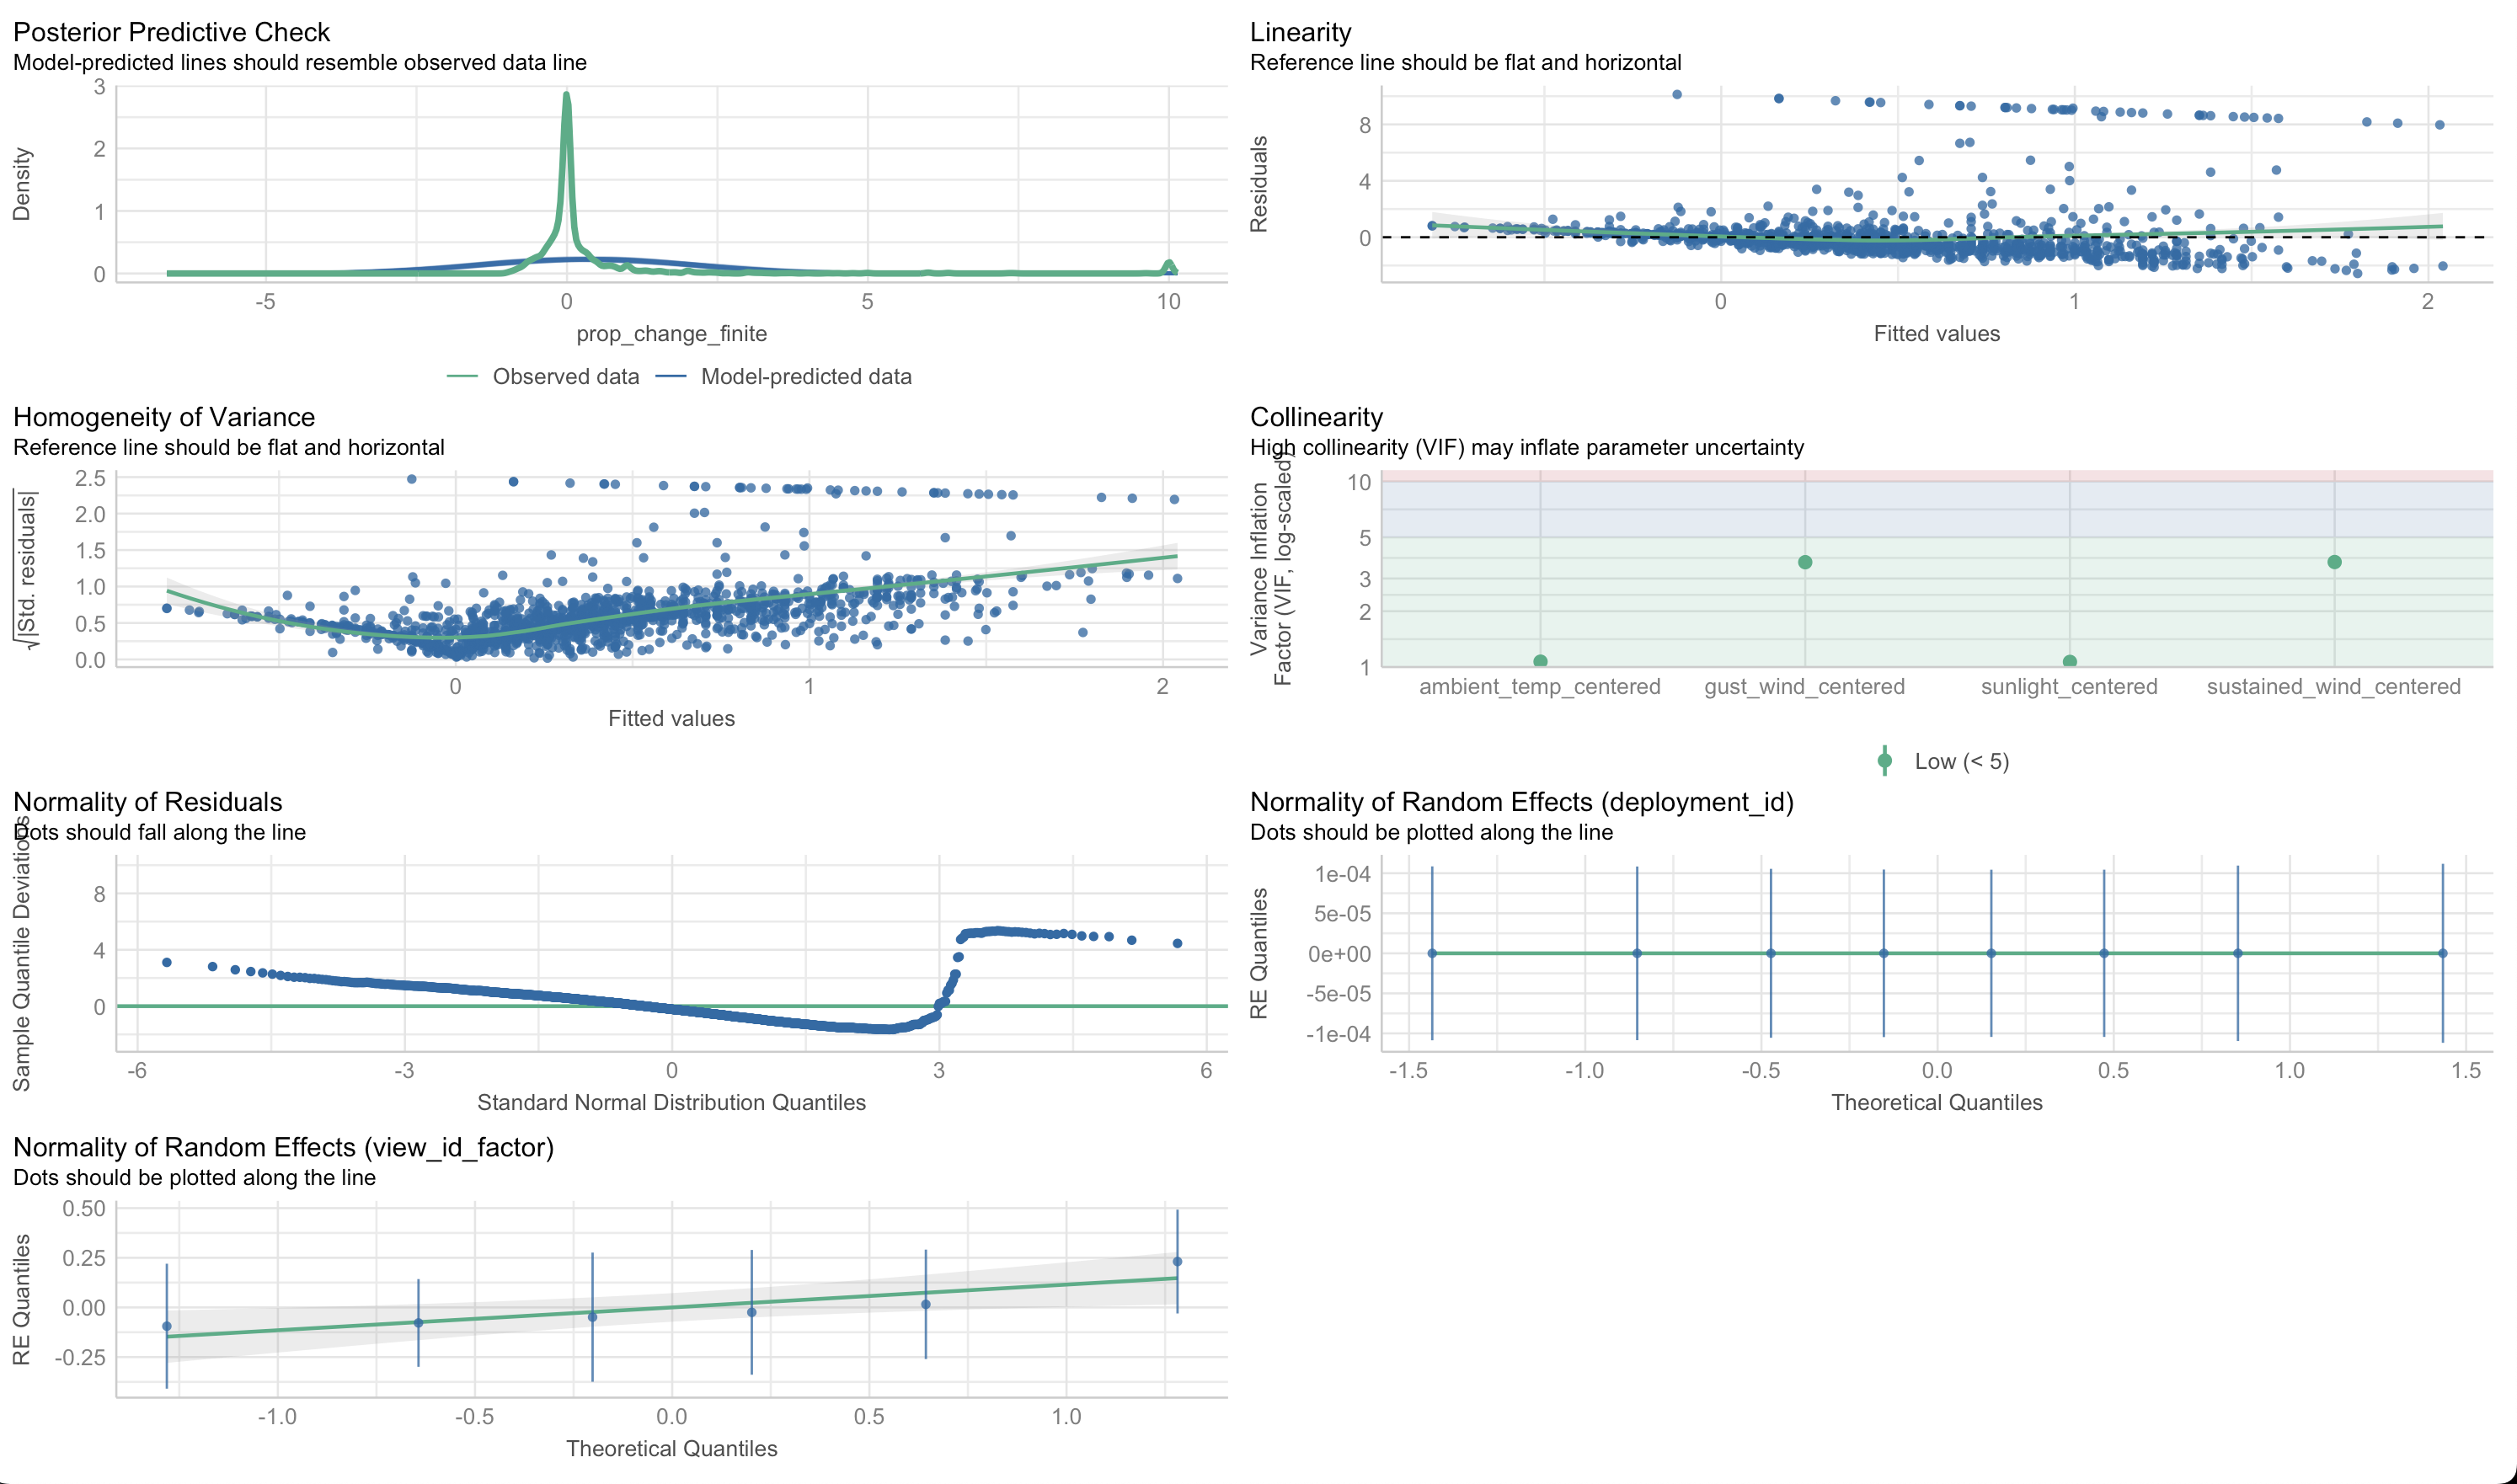 Posterior Predictive Check
Model-predicted lines should resemble observed data line
Density
3
2
1
0
-5
0
5
10
prop_change_finite
Observed data
Model-predicted data
Linearity
Reference line should be flat and horizontal
Residuals
8
4
0
0
1
2
Fitted values
Homogeneity of Variance
Reference line should be flat and horizontal
√|Std. residuals|
2.5
2.0
1.5
1.0
0.5
0.0
0
1
2
Fitted values
Collinearity
High collinearity (VIF) may inflate parameter uncertainty
Variance Inflation
Factor (VIF, log-scaled)
10
5
3
2
1
ambient_temp_centered
gust_wind_centered
sunlight_centered
sustained_wind_centered
Low (< 5)
Normality of Residuals
Dots should fall along the line
Sample Quantile Deviations
8
4
0
-6
-3
0
3
6
Standard Normal Distribution Quantiles
Normality of Random Effects (deployment_id)
Dots should be plotted along the line
RE Quantiles
1e-04
5e-05
0e+00
-5e-05
-1e-04
-1.5
-1.0
-0.5
0.0
0.5
1.0
1.5
Theoretical Quantiles
Normality of Random Effects (view_id_factor)
Dots should be plotted along the line
RE Quantiles
0.50
0.25
0.00
-0.25
-1.0
-0.5
0.0
0.5
1.0
Theoretical Quantiles